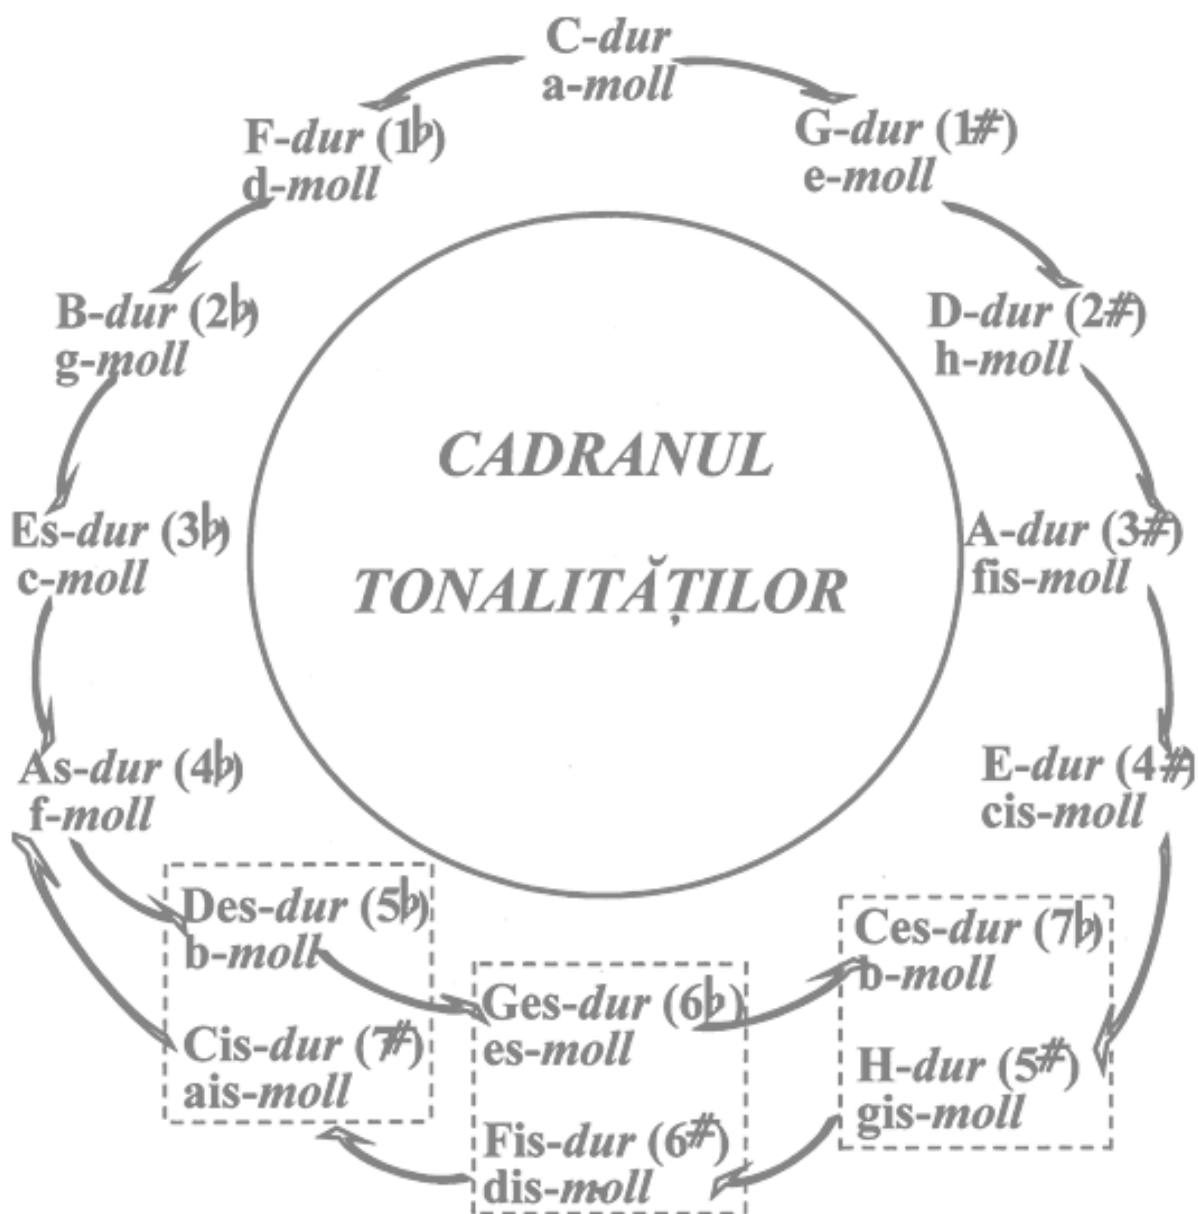 C-dur
a-moll
F-dur (1♭)
d-moll
G-dur (1#)
e-moll
B-dur (2♭)
g-moll
D-dur (2#)
h-moll
CADRANUL
TONALITĂȚILOR
Es-dur (3♭)
c-moll
A-dur (3#)
fis-moll
As-dur (4♭)
f-moll
E-dur (4#)
cis-moll
Des-dur (5♭)
b-moll
Ces-dur (7♭)
b-moll
Ges-dur (6♭)
es-moll
Cis-dur (7#)
ais-moll
H-dur (5#)
gis-moll
Fis-dur (6#)
dis-moll